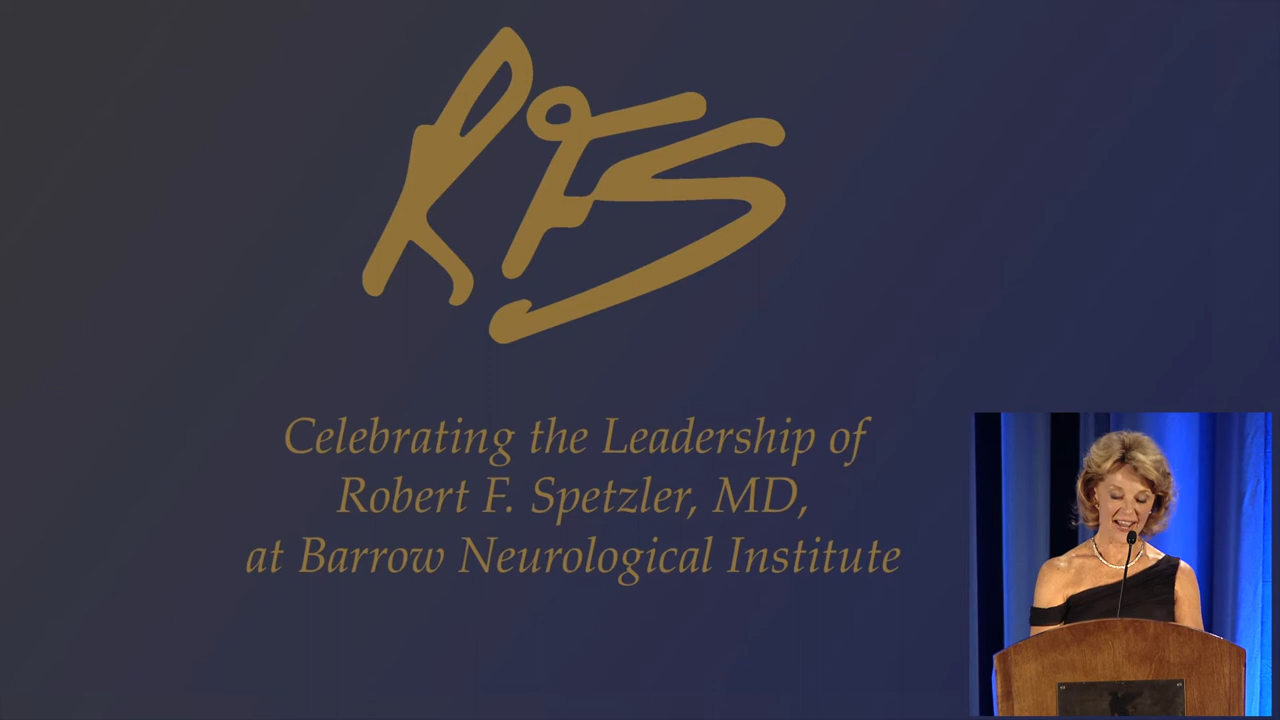 RFS
Celebrating the Leadership of
Robert F. Spetzler, MD,
at Barrow Neurological Institute